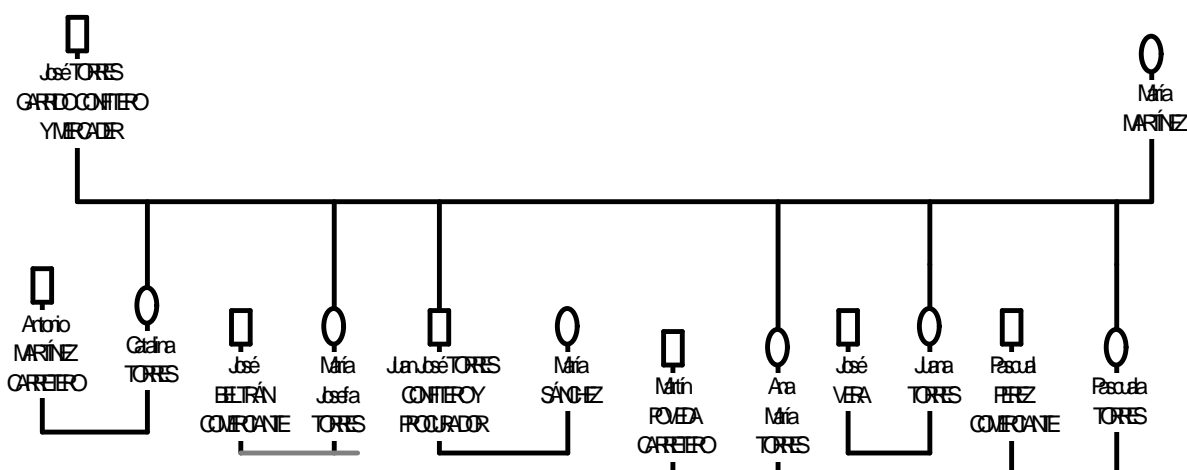 José TORRES
GARRIDO CONFITERO
Y MERCADER
María
MARTÍNEZ
Antonio
MARTÍNEZ
CARRETERO
Catalina
TORRES
José
BELTRÁN
COMERCIANTE
María
Josefa
TORRES
Juan José TORRES
CONFITERO Y
PROCURADOR
María
SÁNCHEZ
Martín
POVEDA
CARRETERO
Ana
María
TORRES
José
VERA
Juana
TORRES
Pascual
PEREZ
COMERCIANTE
Pascuala
TORRES